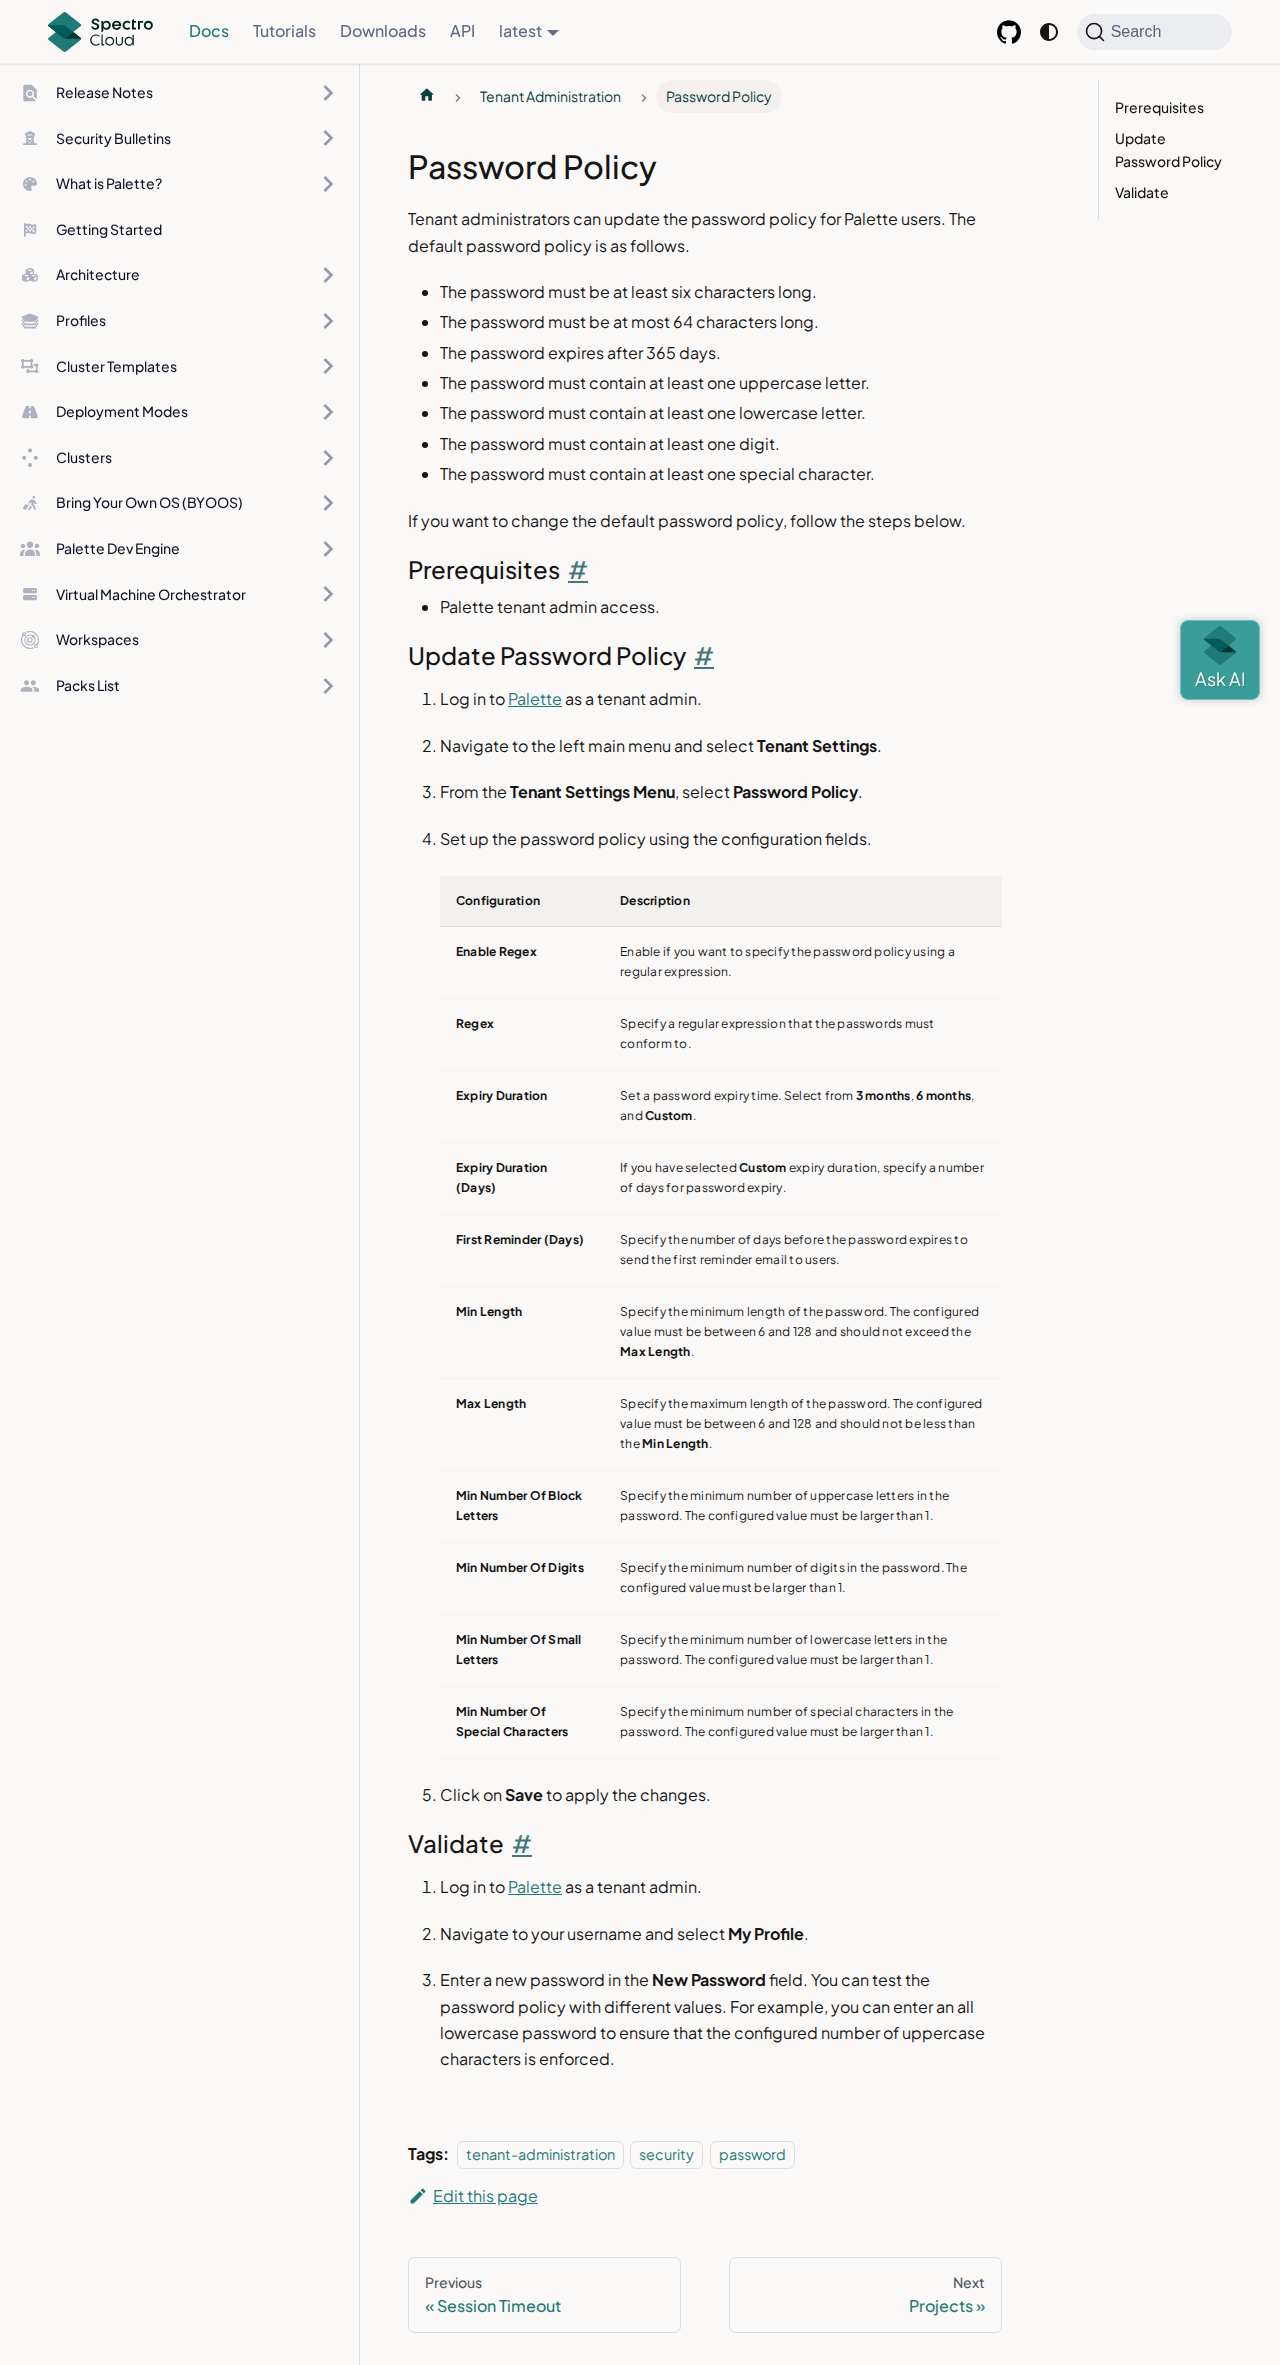 Spectro
Cloud
Docs
Tutorials
Downloads
API
latest
Search
Release Notes
Security Bulletins
What is Palette?
Getting Started
Architecture
Profiles
Cluster Templates
Deployment Modes
Clusters
Bring Your Own OS (BYOOS)
Palette Dev Engine
Virtual Machine Orchestrator
Workspaces
Packs List
Tenant Administration
Password Policy
Password Policy
Tenant administrators can update the password policy for Palette users. The
default password policy is as follows.
The password must be at least six characters long.
The password must be at most 64 characters long.
The password expires after 365 days.
The password must contain at least one uppercase letter.
The password must contain at least one lowercase letter.
The password must contain at least one digit.
The password must contain at least one special character.
If you want to change the default password policy, follow the steps below.
Prerequisites #
Palette tenant admin access.
Update Password Policy #
1. Log in to Palette as a tenant admin.
2. Navigate to the left main menu and select Tenant Settings.
3. From the Tenant Settings Menu, select Password Policy.
4. Set up the password policy using the configuration fields.
Configuration Description
Enable Regex Enable if you want to specify the password policy using a
regular expression.
Regex Specify a regular expression that the passwords must
conform to.
Expiry Duration Set a password expiry time. Select from 3 months, 6 months,
and Custom.
Expiry Duration If you have selected Custom expiry duration, specify a number
(Days) of days for password expiry.
First Reminder (Days) Specify the number of days before the password expires to
send the first reminder email to users.
Min Length Specify the minimum length of the password. The configured
value must be between 6 and 128 and should not exceed the
Max Length.
Max Length Specify the maximum length of the password. The configured
value must be between 6 and 128 and should not be less than
the Min Length.
Min Number Of Block Specify the minimum number of uppercase letters in the
Letters password. The configured value must be larger than 1.
Min Number Of Digits Specify the minimum number of digits in the password. The
configured value must be larger than 1.
Min Number Of Small Specify the minimum number of lowercase letters in the
Letters password. The configured value must be larger than 1.
Min Number Of Specify the minimum number of special characters in the
Special Characters password. The configured value must be larger than 1.
5. Click on Save to apply the changes.
Validate #
1. Log in to Palette as a tenant admin.
2. Navigate to your username and select My Profile.
3. Enter a new password in the New Password field. You can test the
password policy with different values. For example, you can enter an all
lowercase password to ensure that the configured number of uppercase
characters is enforced.
Tags: tenant-administration security password
Edit this page
Previous
« Session Timeout
Next
Projects »
Prerequisites
Update
Password Policy
Validate
Ask AI